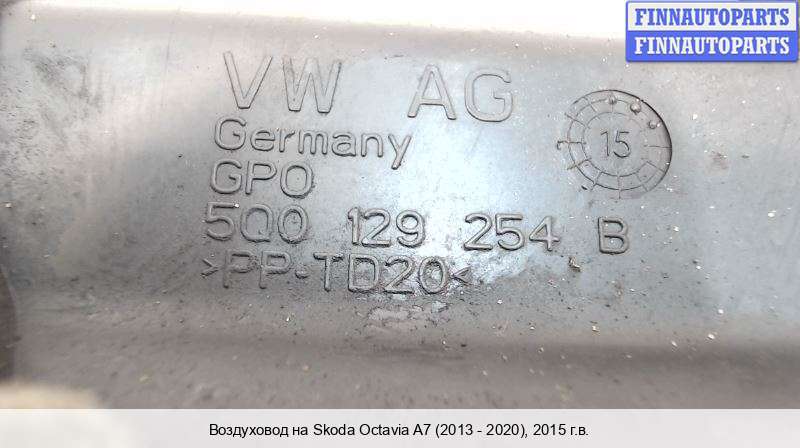 FINNAUTOPARTS
FINNAUTOPARTS
VW AG
Germany
15
GPO
5Q0 129 254 B
>PP-TD20<
Воздуховод на Skoda Octavia A7 (2013 - 2020), 2015 г.в.